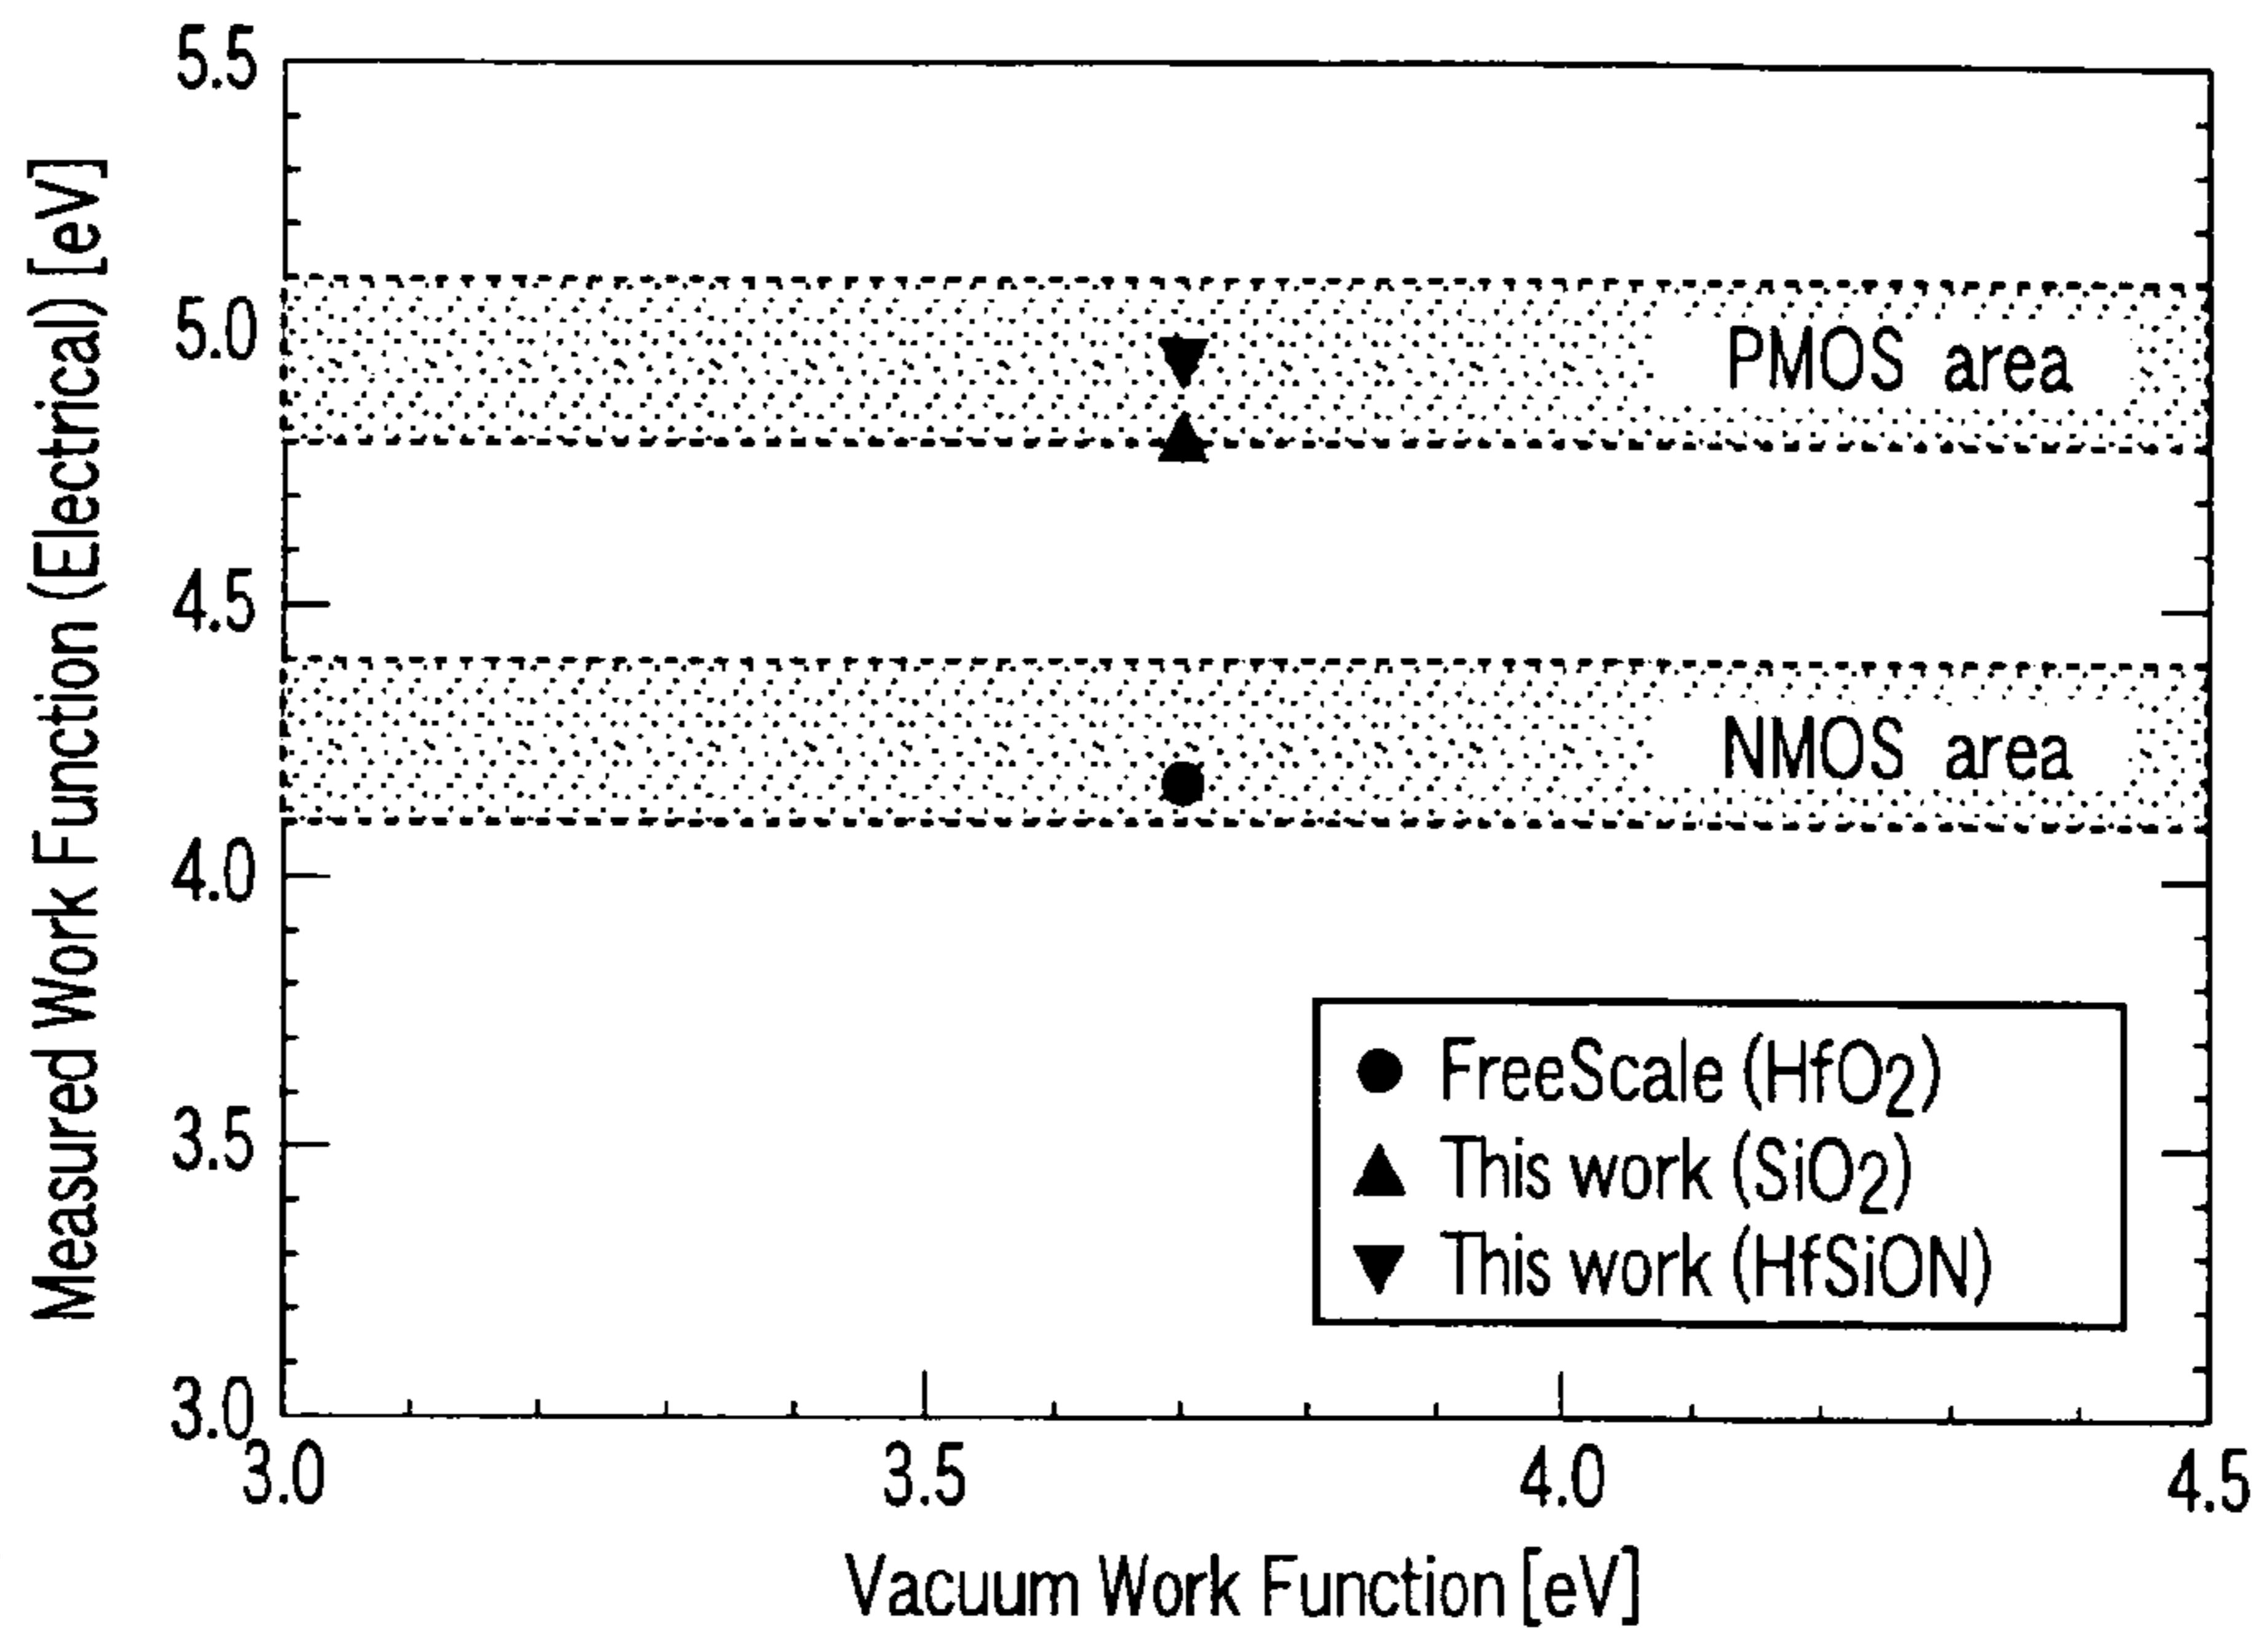 Measured Work Function (Electrical) [eV]
5.5
5.0
4.5
4.0
3.5
3.0
PMOS area
NMOS area
● FreeScale (HfO2)
▲ This work (SiO2)
▼ This work (HfSiON)
3.0 3.5 4.0 4.5
Vacuum Work Function [eV]